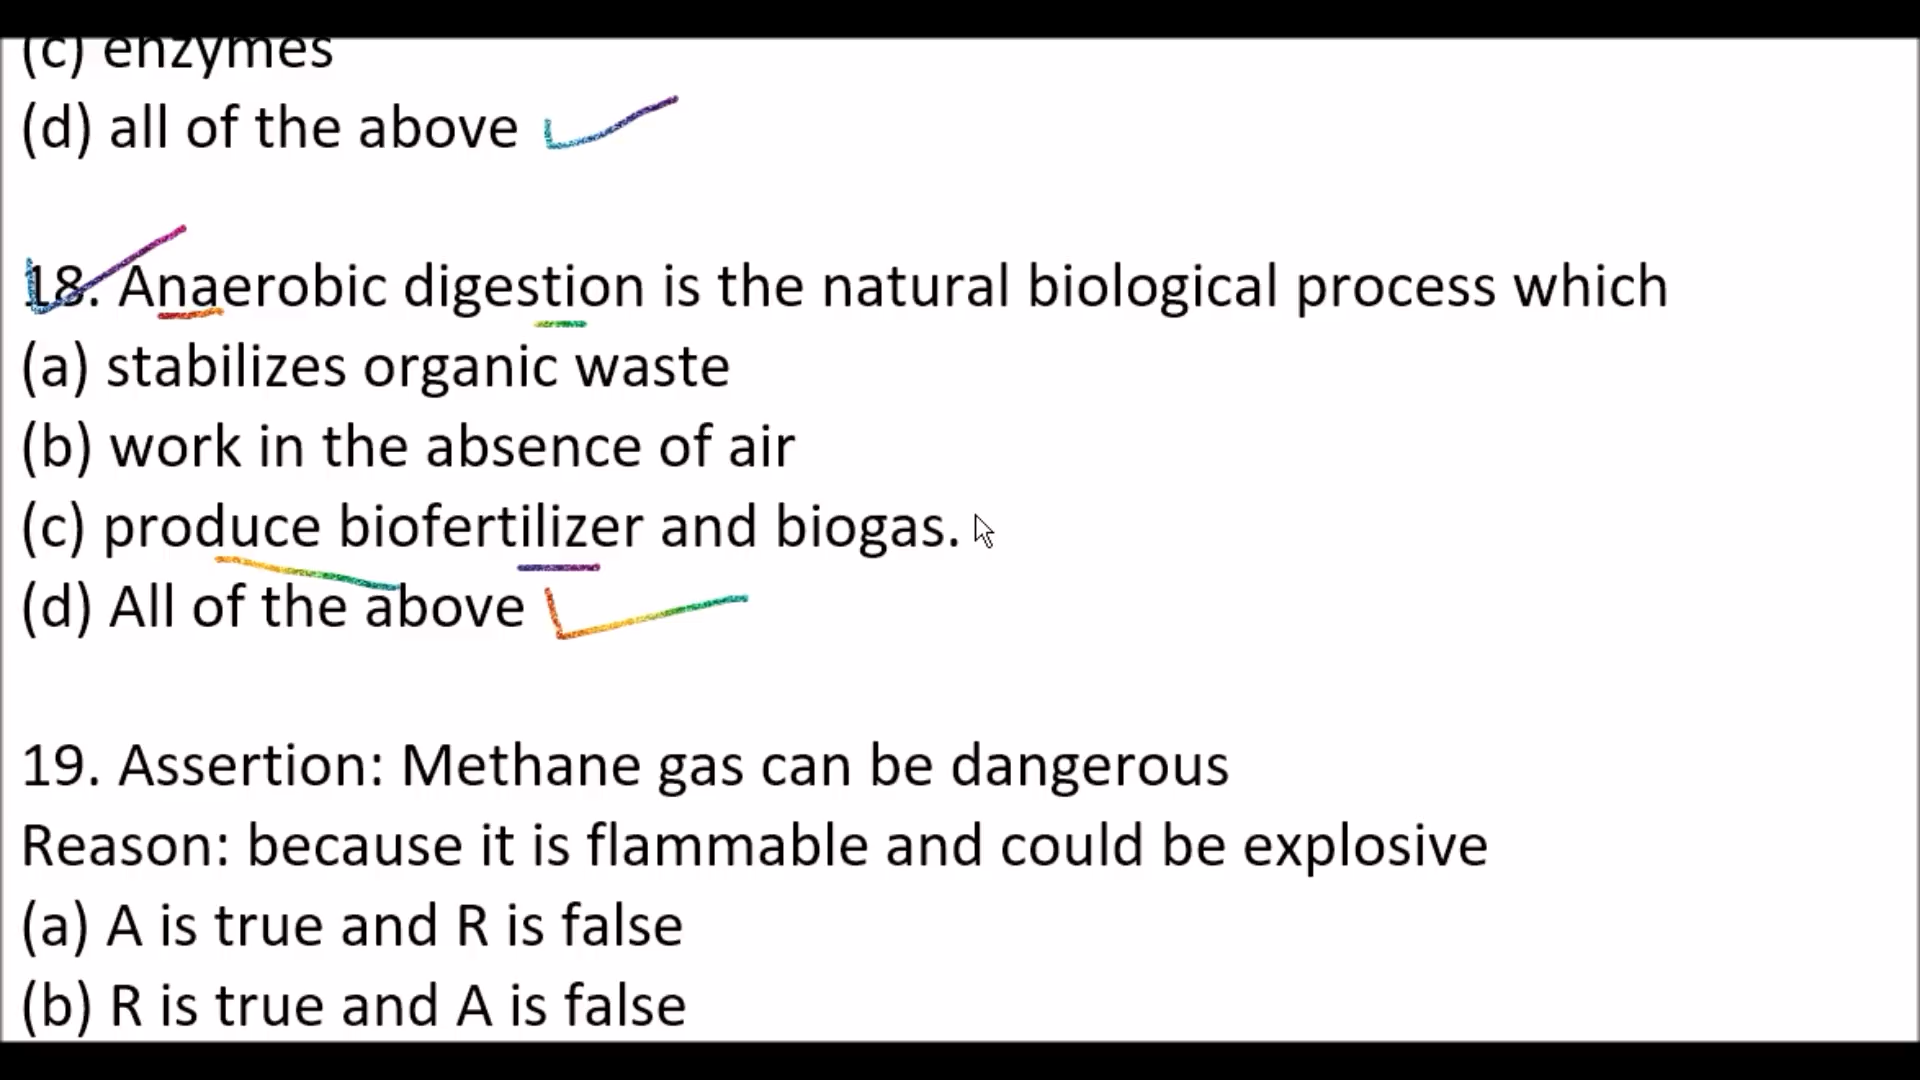 (c) enzymes
(d) all of the above
18. Anaerobic digestion is the natural biological process which
(a) stabilizes organic waste
(b) work in the absence of air
(c) produce biofertilizer and biogas.
(d) All of the above
19. Assertion: Methane gas can be dangerous
Reason: because it is flammable and could be explosive
(a) A is true and R is false
(b) R is true and A is false